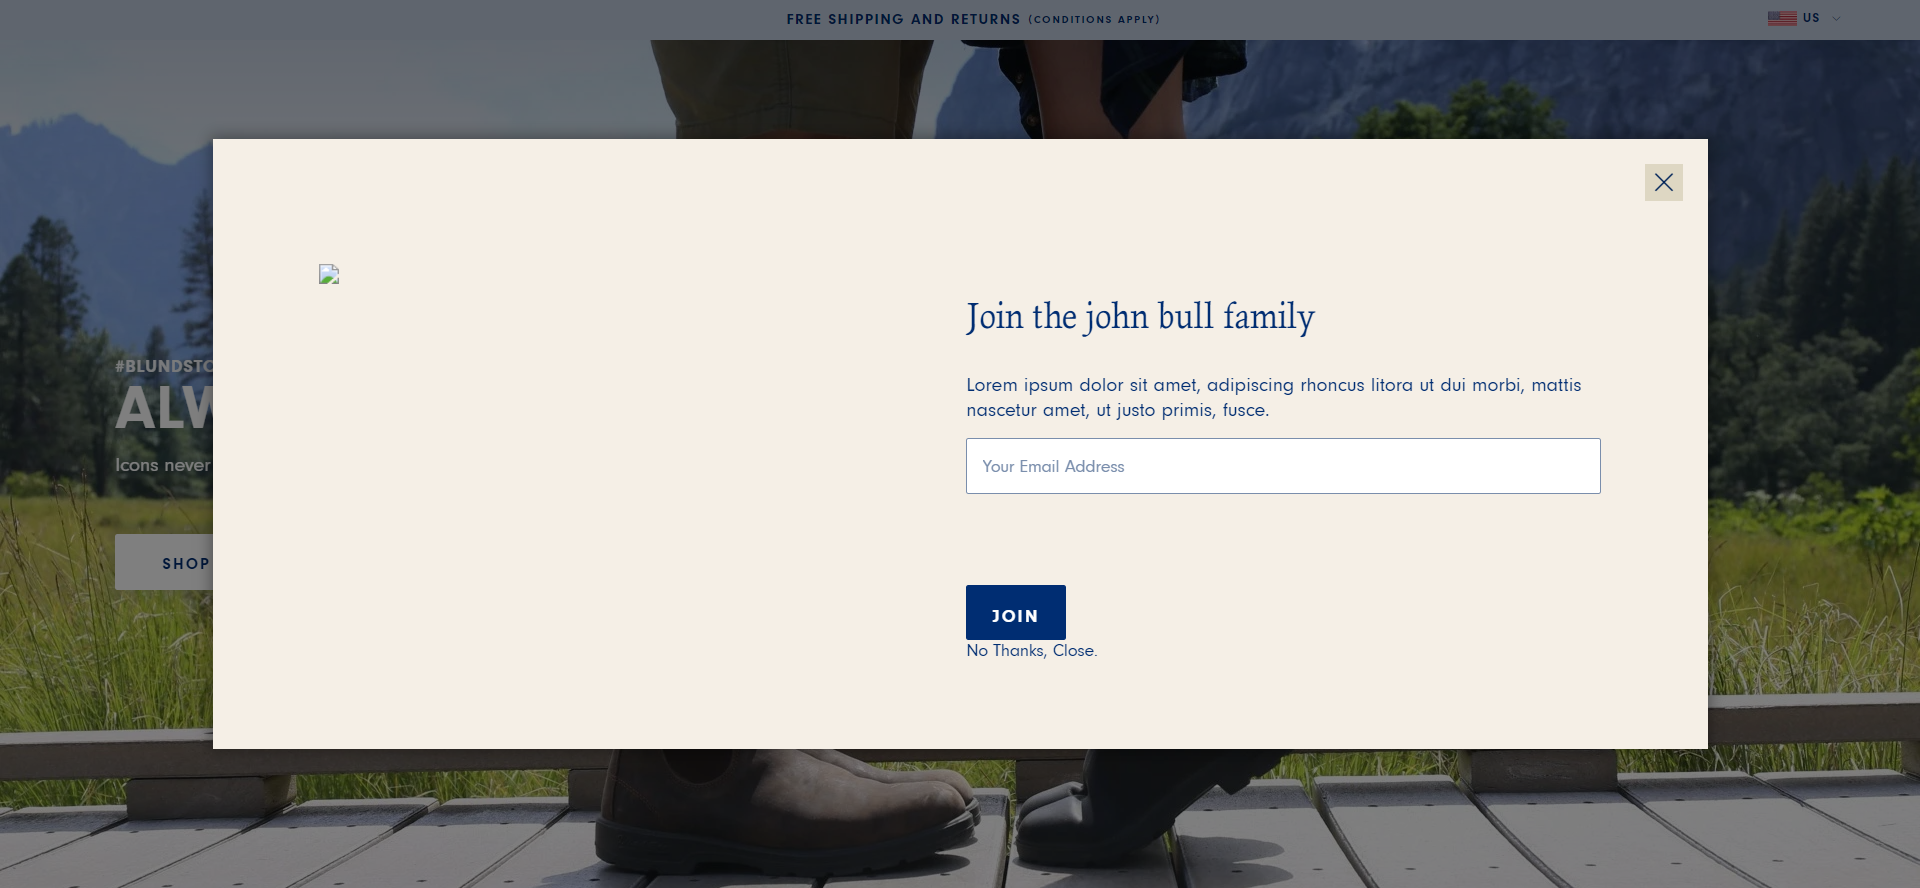 FREE SHIPPING AND RETURNS (CONDITIONS APPLY)
US
Join the john bull family
Lorem ipsum dolor sit amet, adipiscing rhoncus litora ut dui morbi, mattis
nascetur amet, ut justo primis, fusce.
Your Email Address
JOIN
No Thanks, Close.
#BLUNDSTO
ALW
Icons never
SHOP